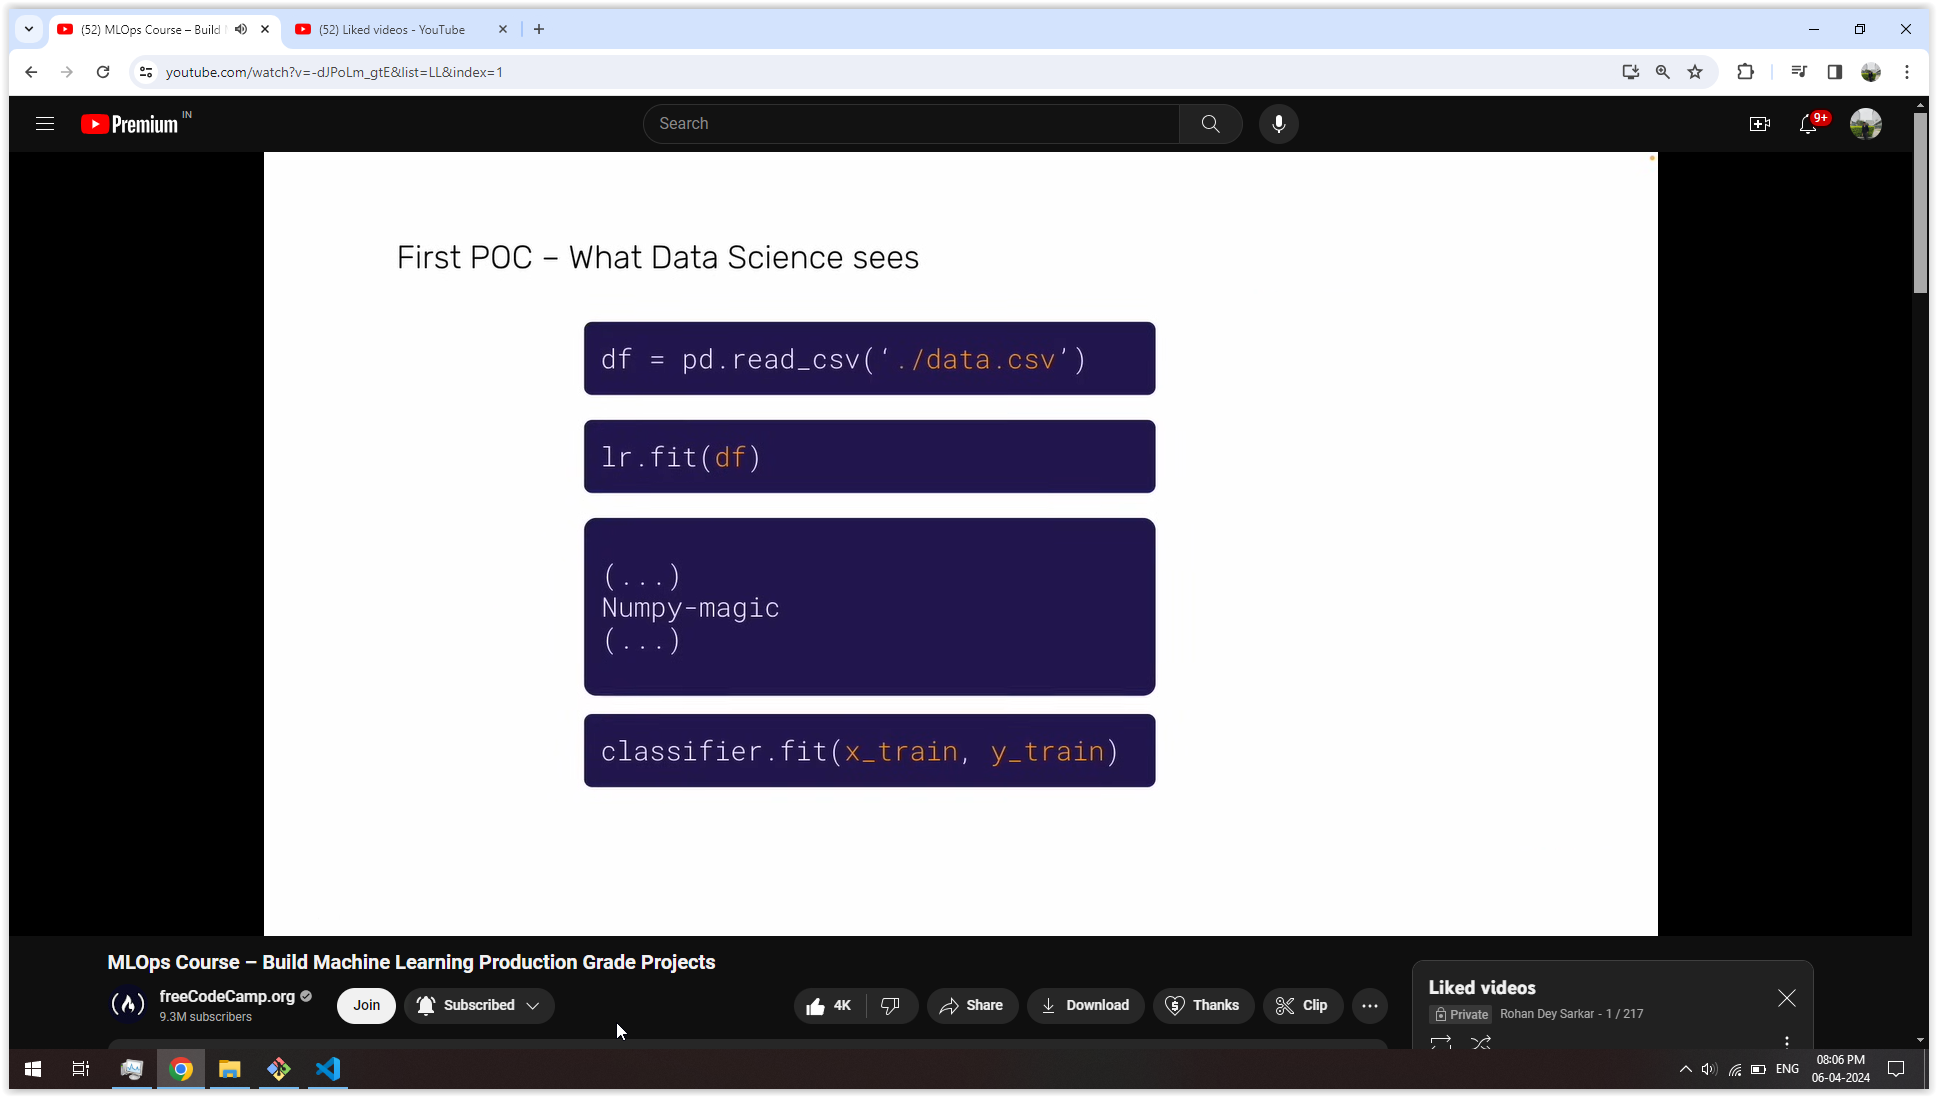 (52) MLOps Course – Build
(52) Liked videos - YouTube
youtube.com/watch?v=-dJPoLm_gtE&list=LL&index=1
Premium IN
Search
9+
First POC – What Data Science sees
df = pd.read_csv(‘./data.csv’)
lr.fit(df)
(...)
Numpy-magic
(...)
classifier.fit(x_train, y_train)
MLOps Course – Build Machine Learning Production Grade Projects
freeCodeCamp.org
9.3M subscribers
Join
Subscribed
4K
Share
Download
Thanks
Clip
Liked videos
Private Rohan Dey Sarkar - 1 / 217
ENG
08:06 PM
06-04-2024